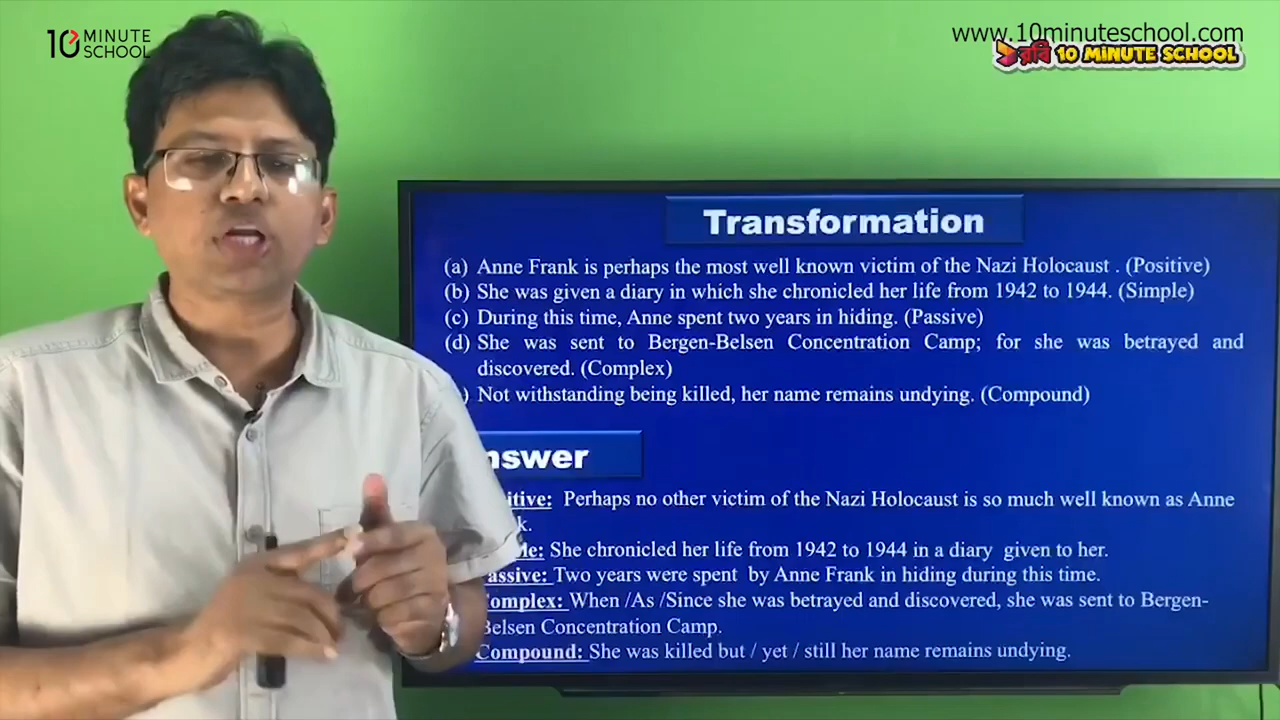 10 MINUTE SCHOOL
www.10minuteschool.com
রবি 10 MINUTE SCHOOL
Transformation
(a) Anne Frank is perhaps the most well known victim of the Nazi Holocaust . (Positive)
(b) She was given a diary in which she chronicled her life from 1942 to 1944. (Simple)
(c) During this time, Anne spent two years in hiding. (Passive)
(d) She was sent to Bergen-Belsen Concentration Camp; for she was betrayed and
discovered. (Complex)
) Not withstanding being killed, her name remains undying. (Compound)
nswer
itive: Perhaps no other victim of the Nazi Holocaust is so much well known as Anne
k.
le: She chronicled her life from 1942 to 1944 in a diary given to her.
assive: Two years were spent by Anne Frank in hiding during this time.
omplex: When /As /Since she was betrayed and discovered, she was sent to Bergen-
Belsen Concentration Camp.
Compound: She was killed but / yet / still her name remains undying.